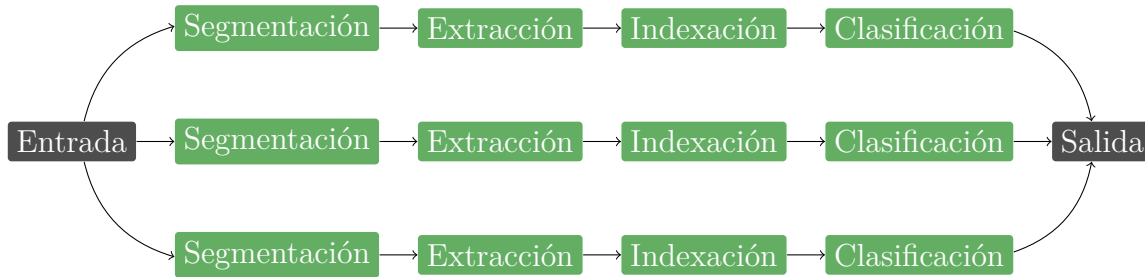 Segmentación Extracción Indexación Clasificación
Entrada Segmentación Extracción Indexación Clasificación Salida
Segmentación Extracción Indexación Clasificación